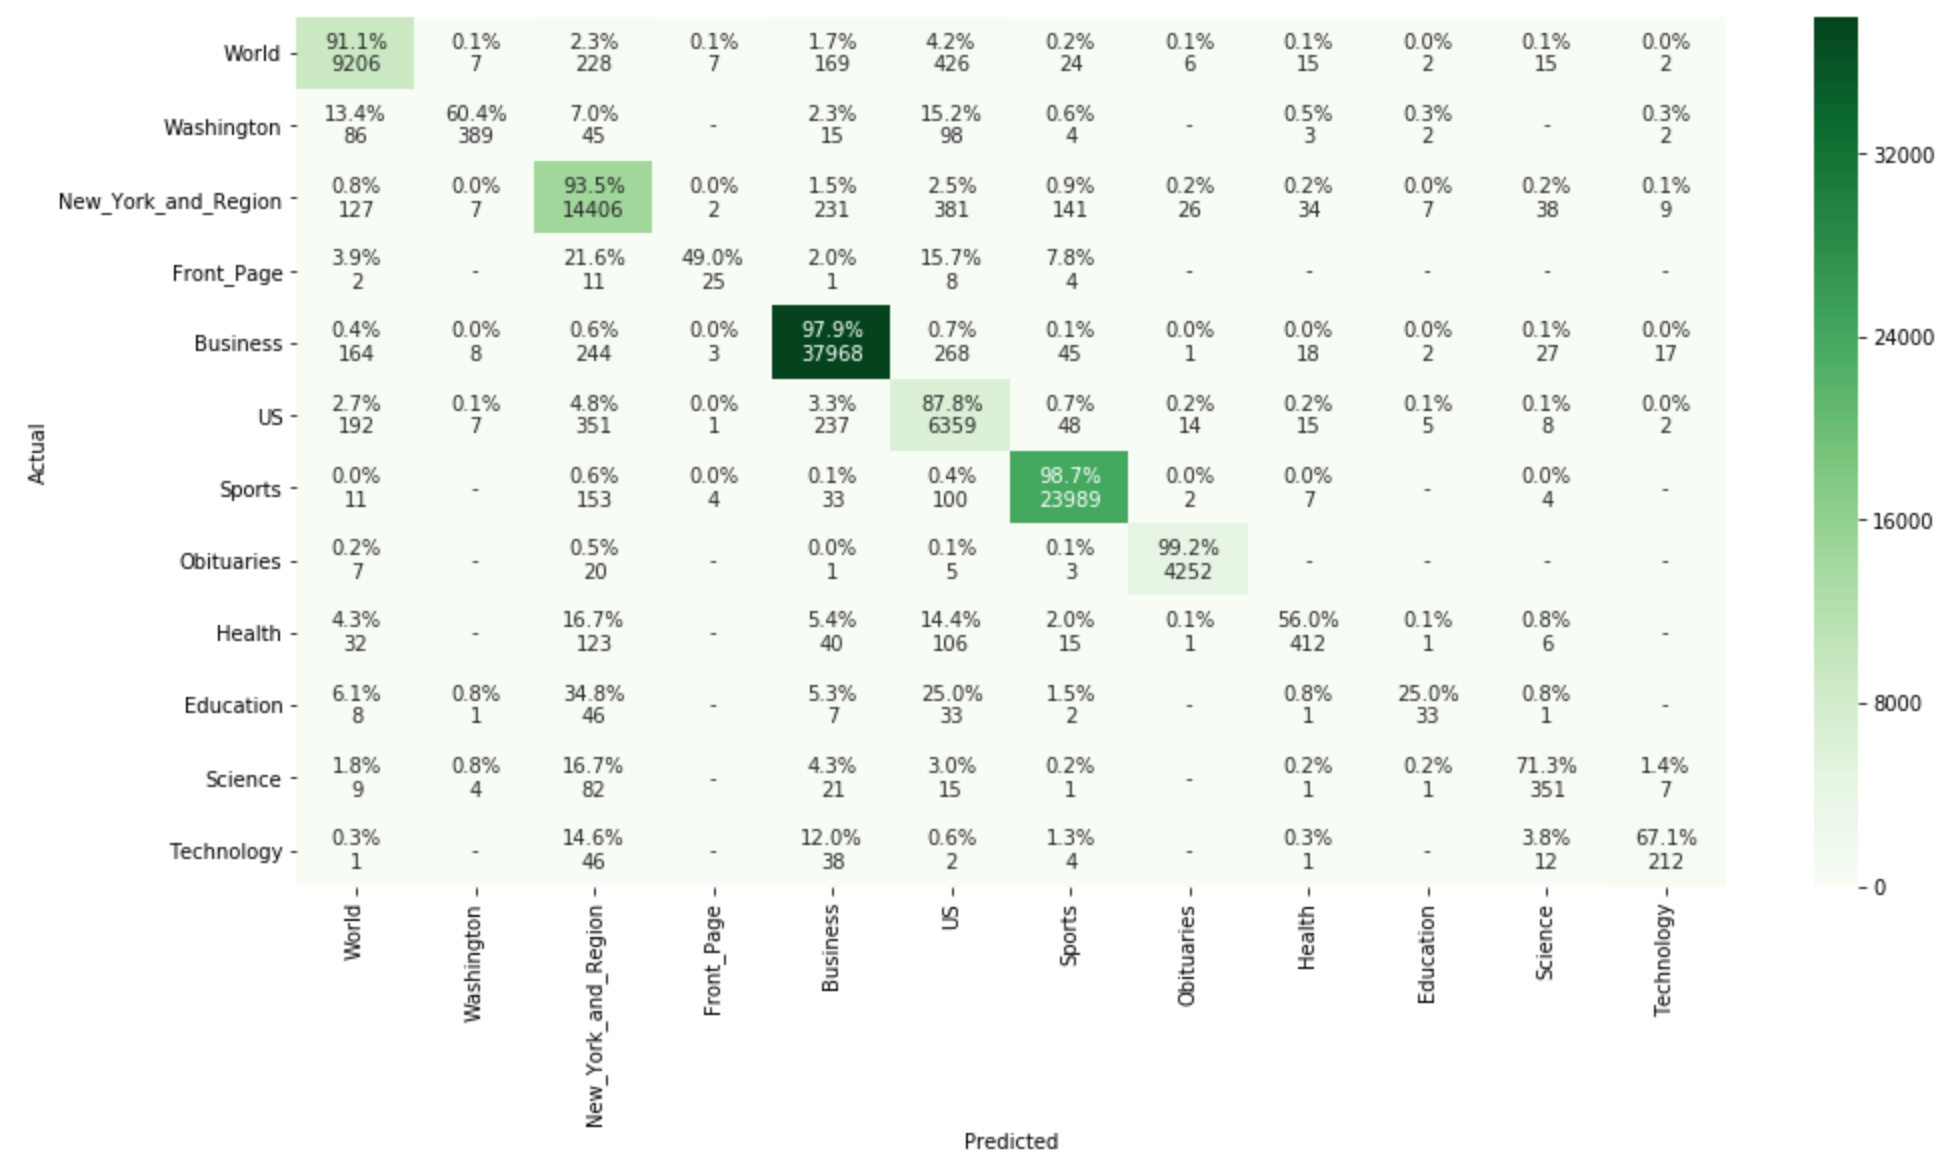 World 91.1% 0.1% 2.3% 0.1% 1.7% 4.2% 0.2% 0.1% 0.1% 0.0% 0.1% 0.0%
9206 7 228 7 169 426 24 6 15 2 15 2
Washington 13.4% 60.4% 7.0% - 2.3% 15.2% 0.6% - 0.5% 0.3% - 0.3%
86 389 45 15 98 4 3 2 2
32000
New_York_and_Region 0.8% 0.0% 93.5% 0.0% 1.5% 2.5% 0.9% 0.2% 0.2% 0.0% 0.2% 0.1%
127 7 14406 2 231 381 141 26 34 7 38 9
Front_Page 3.9% - 21.6% 49.0% 2.0% 15.7% 7.8% - - - - -
2 11 25 1 8 4
Business 0.4% 0.0% 0.6% 0.0% 97.9% 0.7% 0.1% 0.0% 0.0% 0.0% 0.1% 0.0%
164 8 244 3 37968 268 45 1 18 2 27 17
24000
US 2.7% 0.1% 4.8% 0.0% 3.3% 87.8% 0.7% 0.2% 0.2% 0.1% 0.1% 0.0%
192 7 351 1 237 6359 48 14 15 5 8 2
Actual
Sports 0.0% - 0.6% 0.0% 0.1% 0.4% 98.7% 0.0% 0.0% - 0.0% -
11 153 4 33 100 23989 2 7 4
16000
Obituaries 0.2% - 0.5% - 0.0% 0.1% 0.1% 99.2% - - - -
7 20 1 5 3 4252
Health 4.3% - 16.7% - 5.4% 14.4% 2.0% 0.1% 56.0% 0.1% 0.8% -
32 123 40 106 15 1 412 1 6
Education 6.1% 0.8% 34.8% - 5.3% 25.0% 1.5% - 0.8% 25.0% 0.8% -
8 1 46 7 33 2 1 33 1
8000
Science 1.8% 0.8% 16.7% - 4.3% 3.0% 0.2% - 0.2% 0.2% 71.3% 1.4%
9 4 82 21 15 1 1 1 351 7
Technology 0.3% - 14.6% - 12.0% 0.6% 1.3% - 0.3% - 3.8% 67.1%
1 46 38 2 4 1 12 212
0
World
Washington
New_York_and_Region
Front_Page
Business
US
Sports
Obituaries
Health
Education
Science
Technology
Predicted